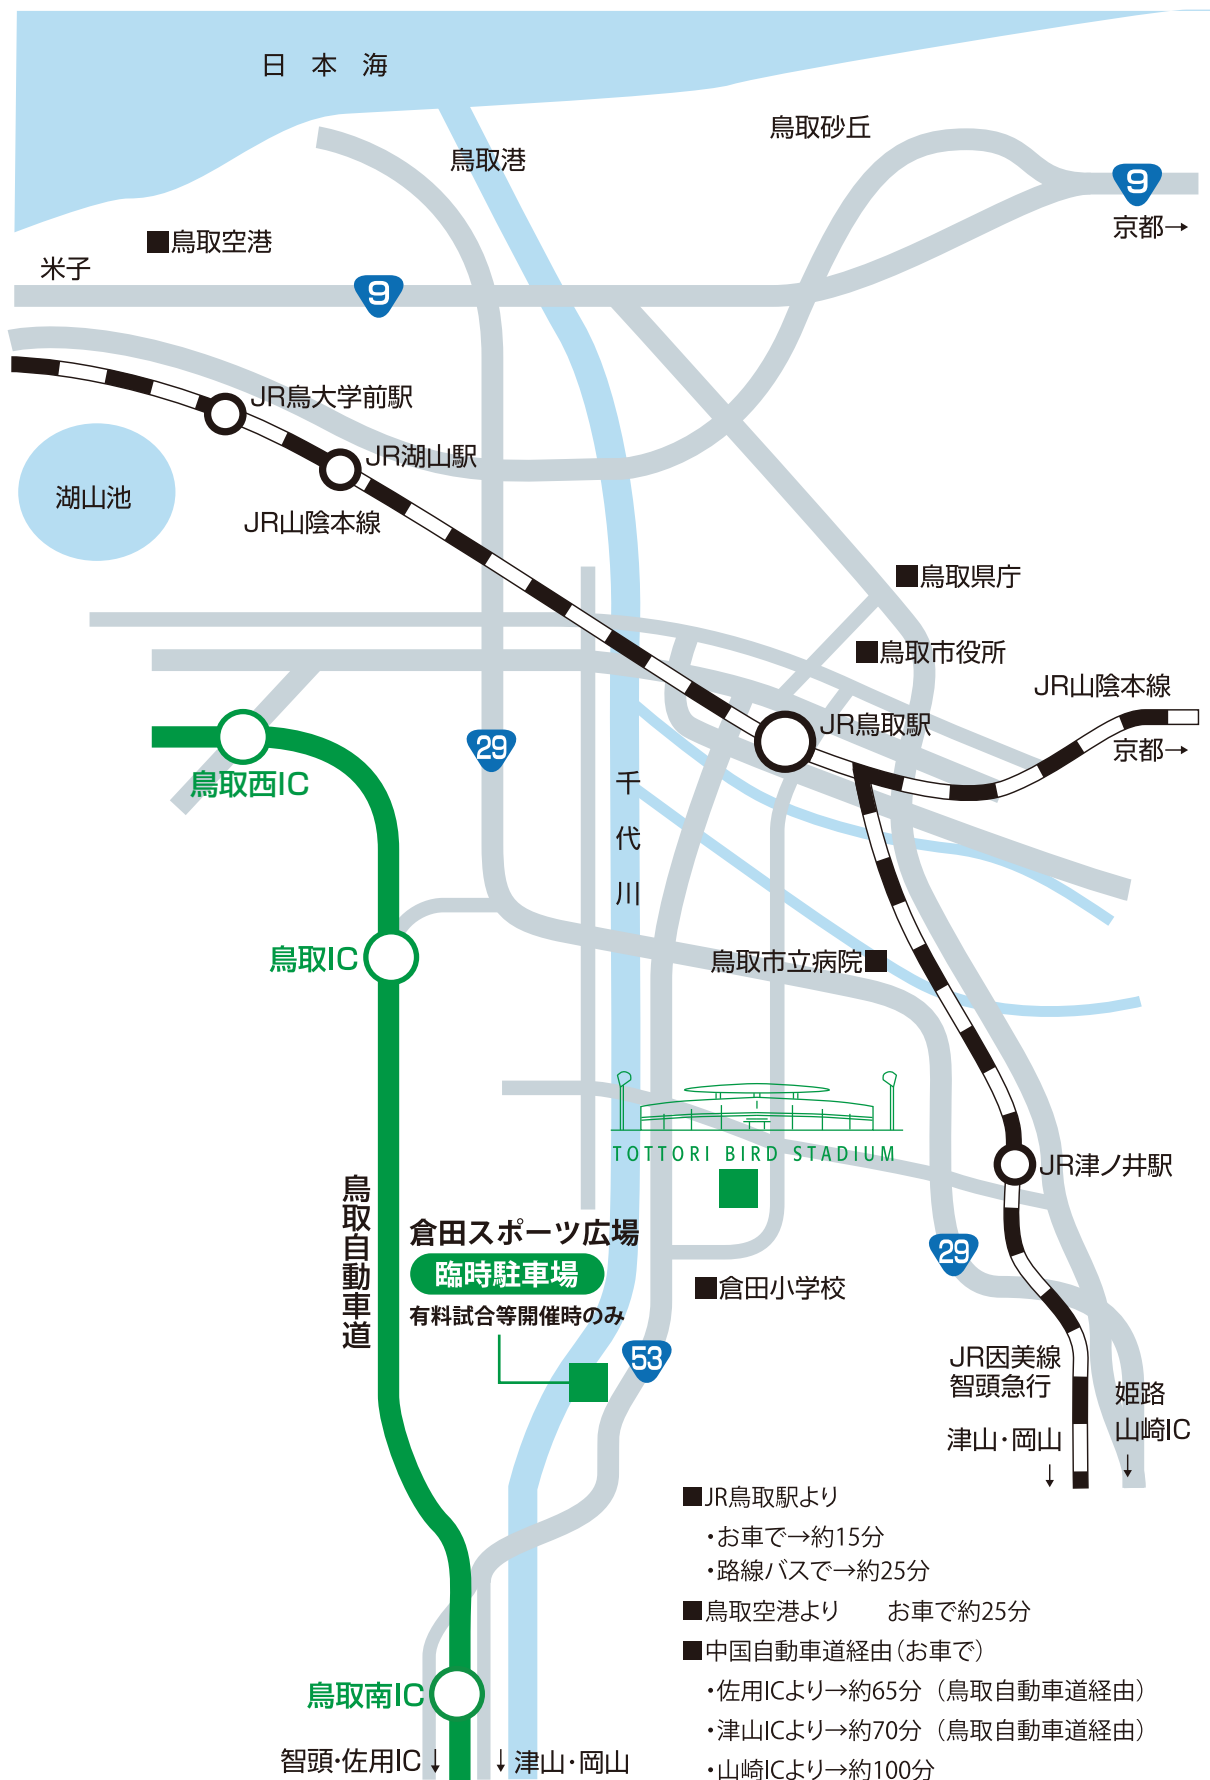 日本海
鳥取砂丘
鳥取港
9
京都→
■鳥取空港
米子
9
JR鳥大学前駅
JR湖山駅
湖山池
JR山陰本線
■鳥取県庁
■鳥取市役所
JR山陰本線
京都→
JR鳥取駅
29
鳥取西IC
千代川
鳥取IC
鳥取市立病院■
TOTTORI BIRD STADIUM
JR津ノ井駅
鳥取自動車道
倉田スポーツ広場
臨時駐車場
有料試合等開催時のみ
29
■倉田小学校
53
JR因美線
智頭急行
津山・岡山
↓
姫路
山崎IC
↓
■JR鳥取駅より
・お車で→約15分
・路線バスで→約25分
■鳥取空港より　お車で約25分
■中国自動車道経由（お車で）
・佐用ICより→約65分（鳥取自動車道経由）
・津山ICより→約70分（鳥取自動車道経由）
・山崎ICより→約100分
鳥取南IC
智頭・佐用IC↓
↓津山・岡山